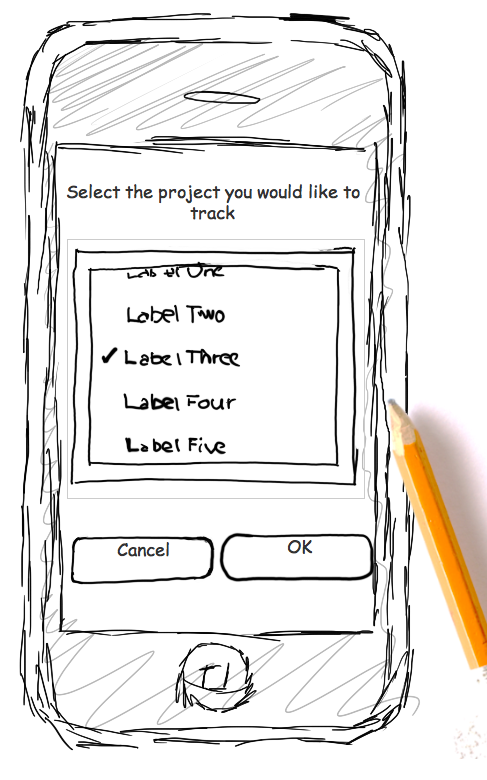 Select the project you would like to
track
Label One
Label Two
✓ Label Three
Label Four
Label Five
Cancel
OK